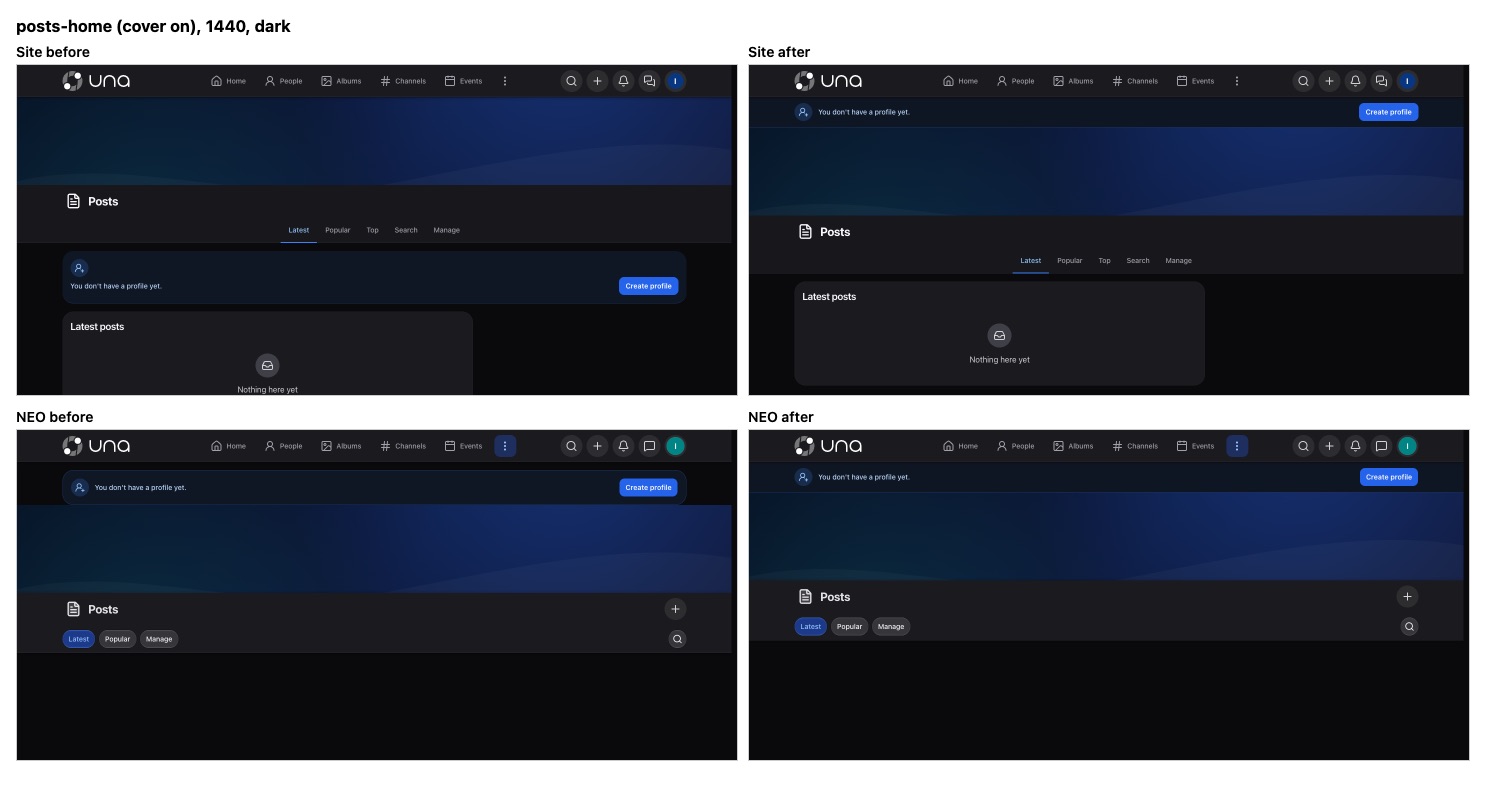 posts-home (cover on), 1440, dark
Site before
una Home People Albums Channels Events I
Posts
Latest Popular Top Search Manage
You don't have a profile yet. Create profile
Latest posts
Nothing here yet
Site after
una Home People Albums Channels Events I
You don't have a profile yet. Create profile
Posts
Latest Popular Top Search Manage
Latest posts
Nothing here yet
NEO before
una Home People Albums Channels Events I
You don't have a profile yet. Create profile
Posts
Latest Popular Manage
NEO after
una Home People Albums Channels Events I
You don't have a profile yet. Create profile
Posts
Latest Popular Manage